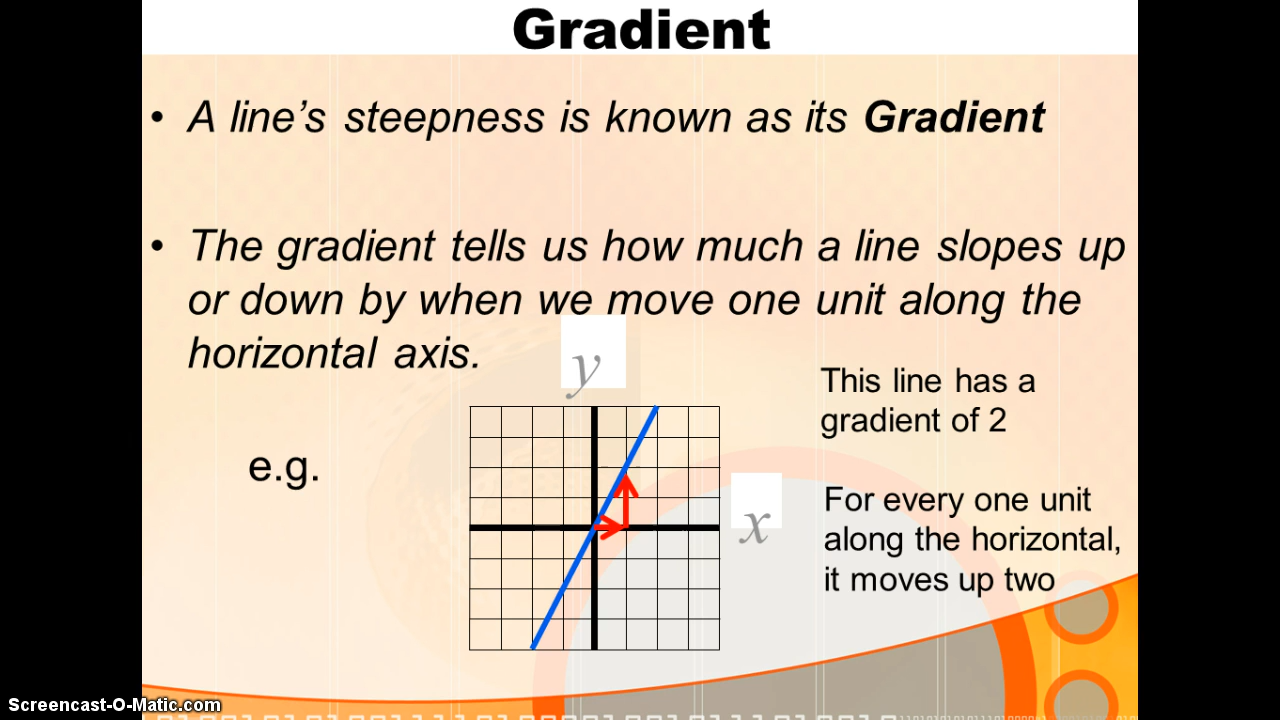 Gradient
• A line's steepness is known as its Gradient
• The gradient tells us how much a line slopes up
or down by when we move one unit along the
horizontal axis.
y
This line has a
gradient of 2
e.g.
x
For every one unit
along the horizontal,
it moves up two
Screencast-O-Matic.com